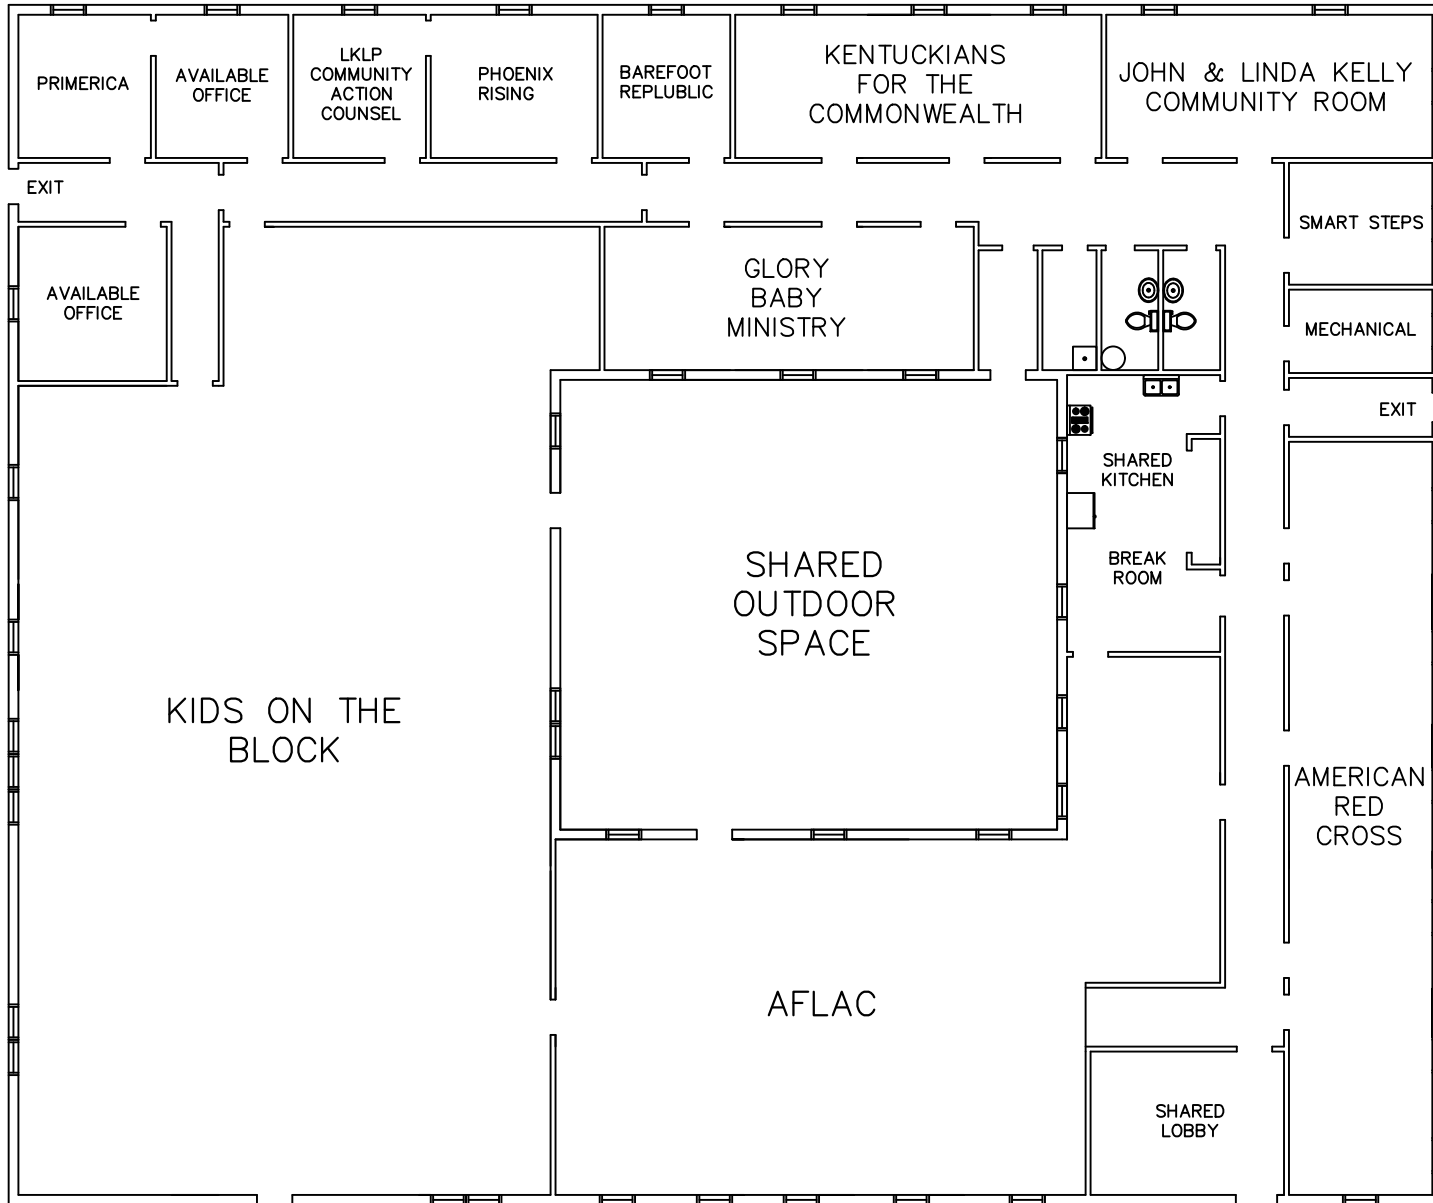 PRIMERICA
AVAILABLE
OFFICE
LKLP
COMMUNITY
ACTION
COUNSEL
PHOENIX
RISING
BAREFOOT
REPLUBLIC
KENTUCKIANS
FOR THE
COMMONWEALTH
JOHN & LINDA KELLY
COMMUNITY ROOM
EXIT
SMART STEPS
AVAILABLE
OFFICE
GLORY
BABY
MINISTRY
MECHANICAL
EXIT
SHARED
KITCHEN
BREAK
ROOM
SHARED
OUTDOOR
SPACE
KIDS ON THE
BLOCK
AMERICAN
RED
CROSS
AFLAC
SHARED
LOBBY